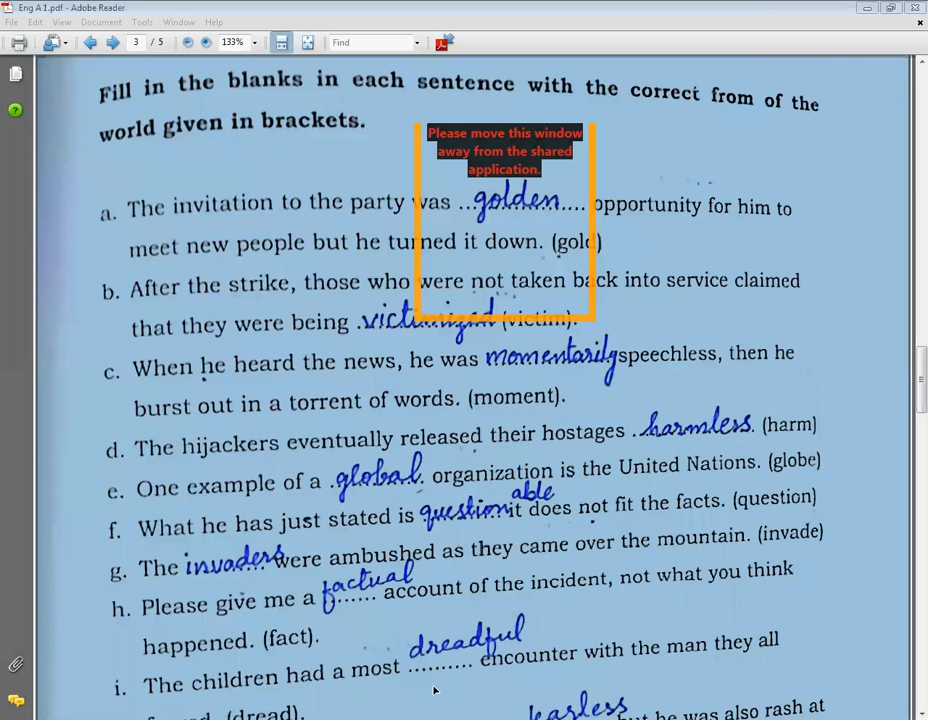 Eng A 1.pdf - Adobe Reader
File Edit View Document Tools Window Help
3 / 5 133% Find
Fill in the blanks in each sentence with the correct from of the
world given in brackets.
Please move this window
away from the shared
application.
a. The invitation to the party was ...golden... opportunity for him to
meet new people but he turned it down. (gold)
b. After the strike, those who were not taken back into service claimed
that they were being .victimized (victim).
c. When he heard the news, he was momentarily speechless, then he
burst out in a torrent of words. (moment).
d. The hijackers eventually released their hostages .harmless. (harm)
e. One example of a .global. organization is the United Nations. (globe)
f. What he has just stated is questionable it does not fit the facts. (question)
g. The invaders were ambushed as they came over the mountain. (invade)
h. Please give me a factual...... account of the incident, not what you think
happened. (fact).
i. The children had a most dreadful .......... encounter with the man they all
(dread).
but he was also rash at